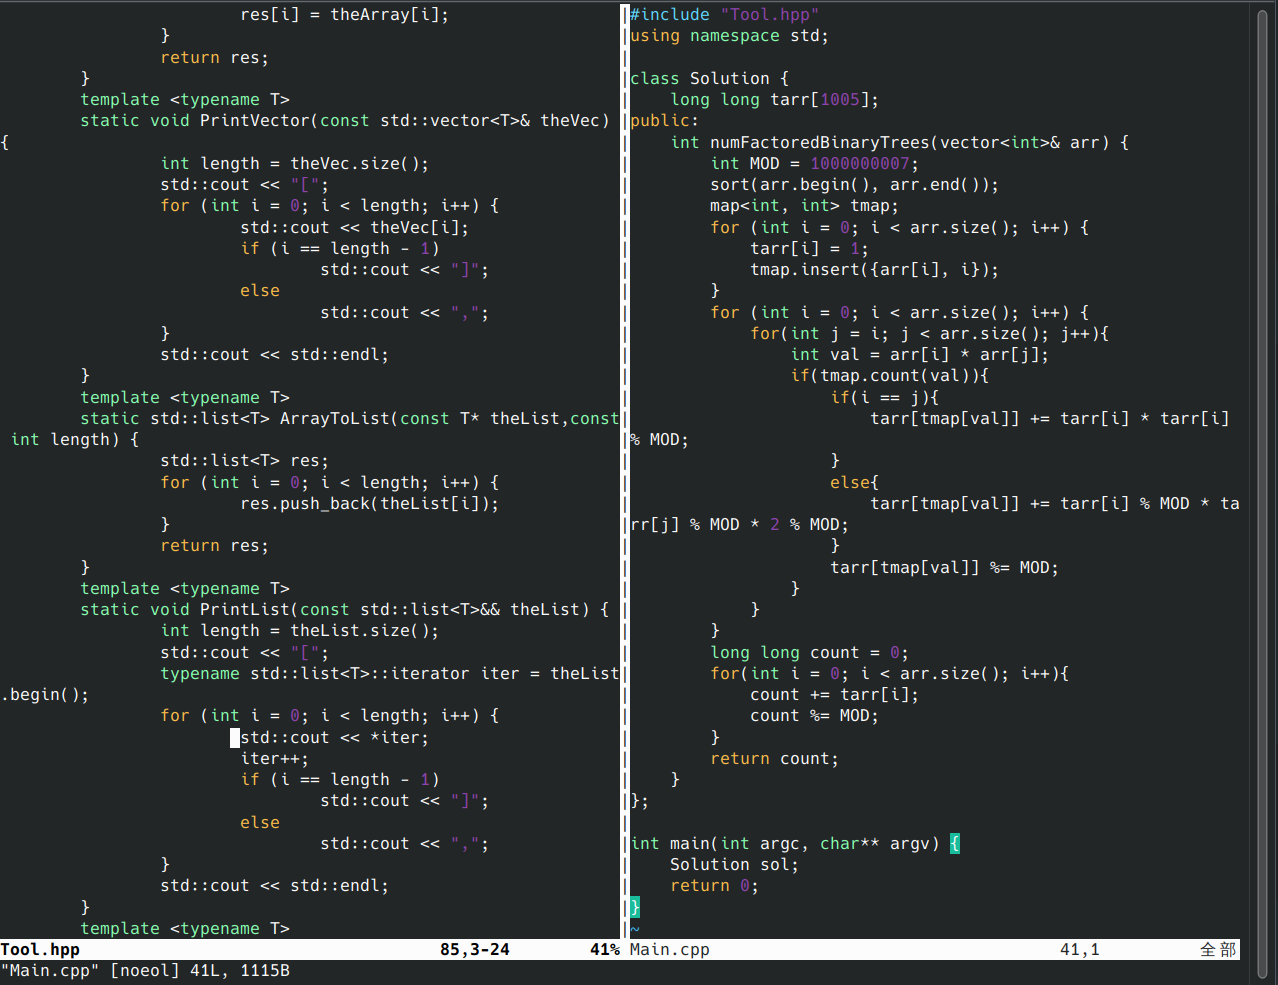 res[i] = theArray[i];
}
return res;
}
template <typename T>
static void PrintVector(const std::vector<T>& theVec)
{
int length = theVec.size();
std::cout << "[";
for (int i = 0; i < length; i++) {
std::cout << theVec[i];
if (i == length - 1)
std::cout << "]";
else
std::cout << ",";
}
std::cout << std::endl;
}
template <typename T>
static std::list<T> ArrayToList(const T* theList,const
int length) {
std::list<T> res;
for (int i = 0; i < length; i++) {
res.push_back(theList[i]);
}
return res;
}
template <typename T>
static void PrintList(const std::list<T>&& theList) {
int length = theList.size();
std::cout << "[";
typename std::list<T>::iterator iter = theList
.begin();
for (int i = 0; i < length; i++) {
std::cout << *iter;
iter++;
if (i == length - 1)
std::cout << "]";
else
std::cout << ",";
}
std::cout << std::endl;
}
template <typename T>
Tool.hpp 85,3-24 41%
#include "Tool.hpp"
using namespace std;
class Solution {
long long tarr[1005];
public:
int numFactoredBinaryTrees(vector<int>& arr) {
int MOD = 1000000007;
sort(arr.begin(), arr.end());
map<int, int> tmap;
for (int i = 0; i < arr.size(); i++) {
tarr[i] = 1;
tmap.insert({arr[i], i});
}
for (int i = 0; i < arr.size(); i++) {
for(int j = i; j < arr.size(); j++){
int val = arr[i] * arr[j];
if(tmap.count(val)){
if(i == j){
tarr[tmap[val]] += tarr[i] * tarr[i]
% MOD;
}
else{
tarr[tmap[val]] += tarr[i] % MOD * ta
rr[j] % MOD * 2 % MOD;
}
tarr[tmap[val]] %= MOD;
}
}
}
long long count = 0;
for(int i = 0; i < arr.size(); i++){
count += tarr[i];
count %= MOD;
}
return count;
}
};
int main(int argc, char** argv) {
Solution sol;
return 0;
}
~
Main.cpp 41,1 全部
"Main.cpp" [noeol] 41L, 1115B